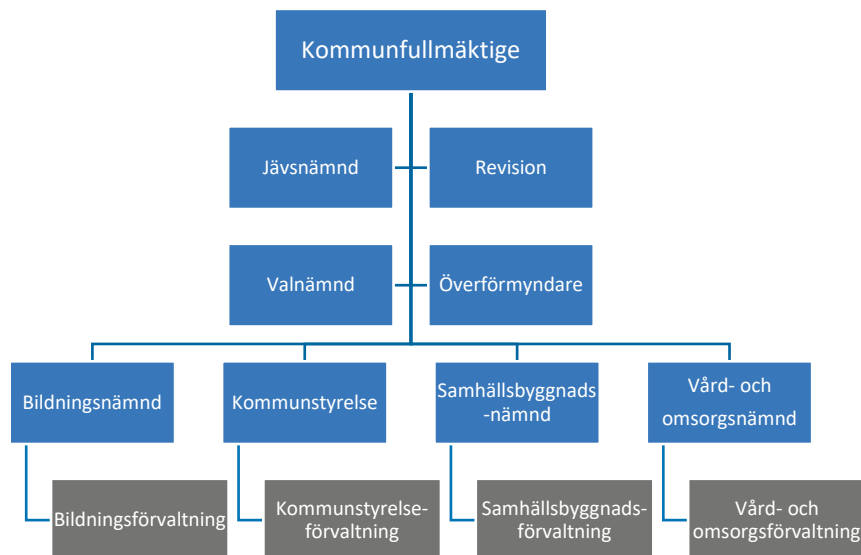 Kommunfullmäktige
Jävsnämnd
Revision
Valnämnd
Överförmyndare
Bildningsnämnd
Kommunstyrelse
Samhällsbyggnads
-nämnd
Vård- och
omsorgsnämnd
Bildningsförvaltning
Kommunstyrelse-
förvaltning
Samhällsbyggnads-
förvaltning
Vård- och
omsorgsförvaltning